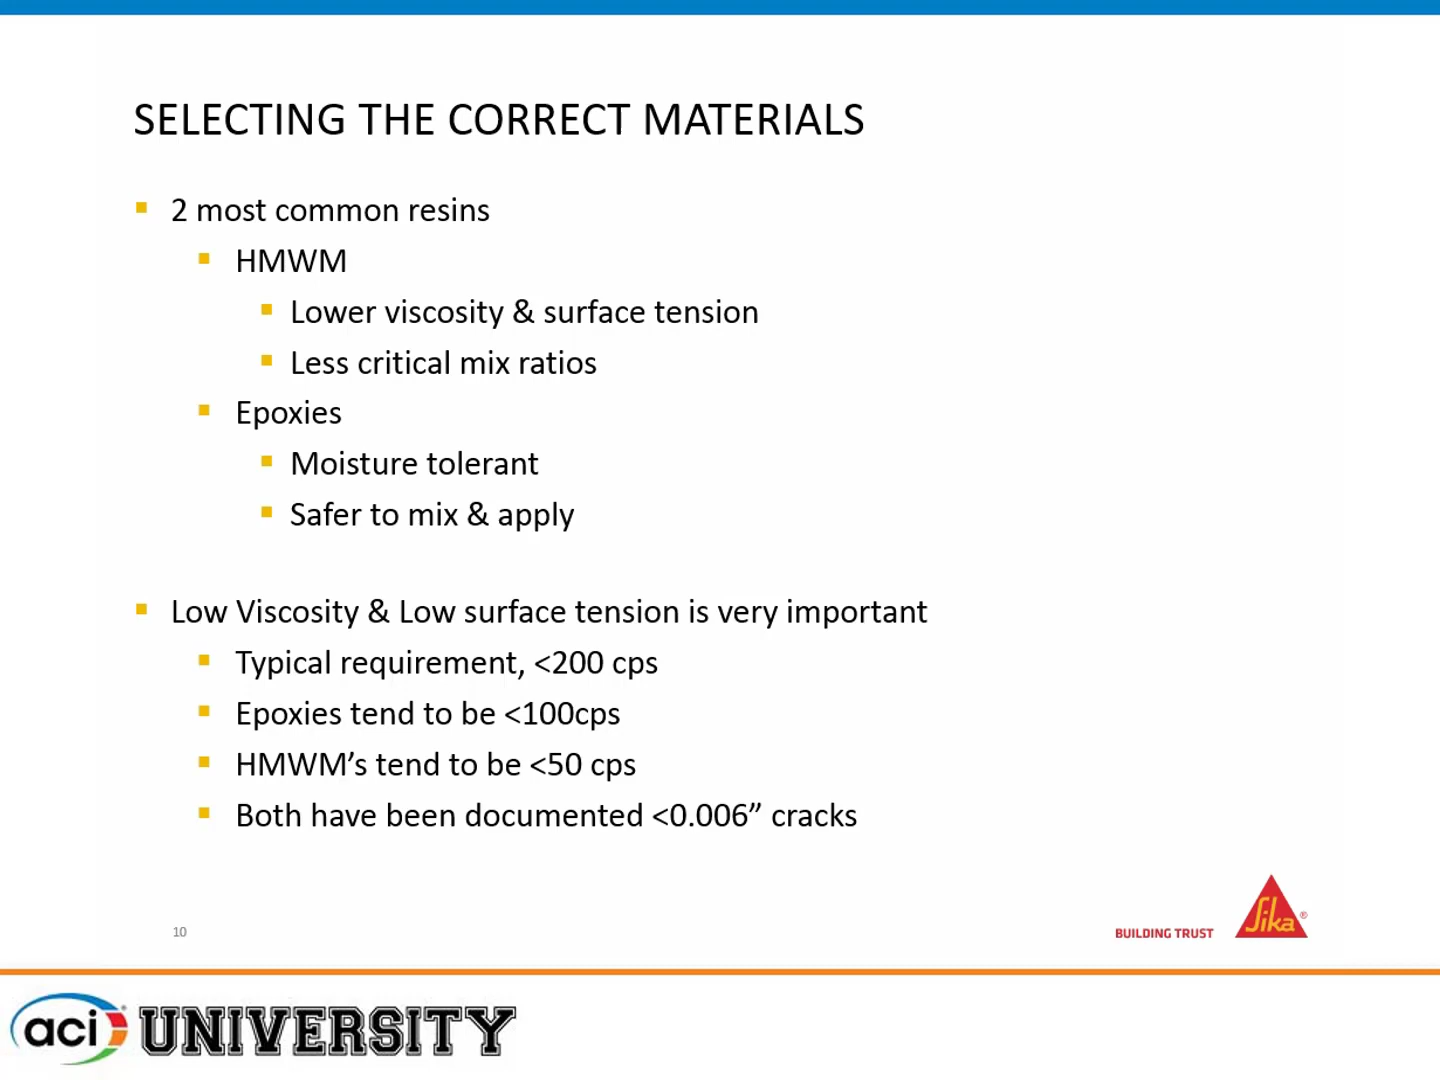 SELECTING THE CORRECT MATERIALS
2 most common resins
HMWM
Lower viscosity & surface tension
Less critical mix ratios
Epoxies
Moisture tolerant
Safer to mix & apply
Low Viscosity & Low surface tension is very important
Typical requirement, <200 cps
Epoxies tend to be <100cps
HMWM’s tend to be <50 cps
Both have been documented <0.006” cracks
10
BUILDING TRUST
Sika®
aci UNIVERSITY